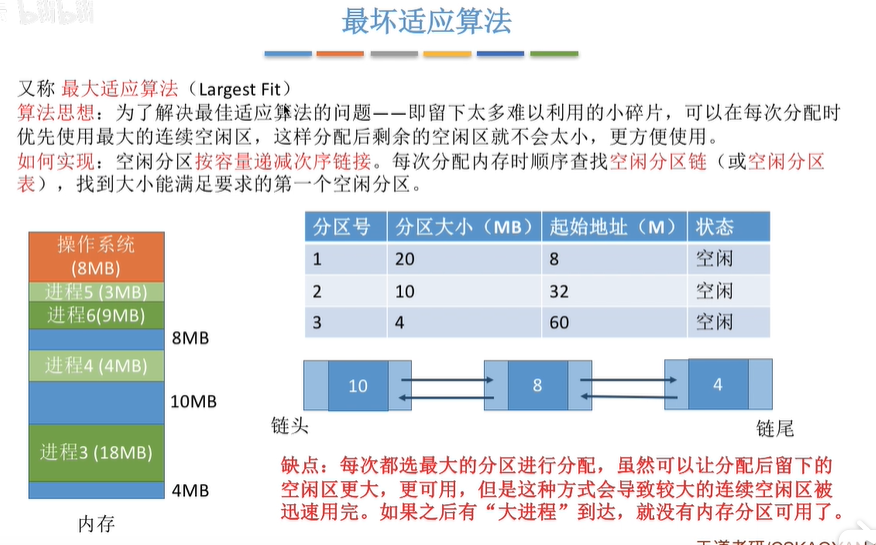 bilibili
最坏适应算法
又称 最大适应算法（Largest Fit）
算法思想：为了解决最佳适应算法的问题——即留下太多难以利用的小碎片，可以在每次分配时
优先使用最大的连续空闲区，这样分配后剩余的空闲区就不会太小，更方便使用。
如何实现：空闲分区按容量递减次序链接。每次分配内存时顺序查找空闲分区链（或空闲分区
表），找到大小能满足要求的第一个空闲分区。
分区号 分区大小（MB） 起始地址（M） 状态
1 20 8 空闲
2 10 32 空闲
3 4 60 空闲
操作系统
(8MB)
进程5 (3MB)
进程6(9MB)
8MB
进程4 (4MB)
10MB
进程3 (18MB)
4MB
内存
10 8 4
链头
链尾
缺点：每次都选最大的分区进行分配，虽然可以让分配后留下的
空闲区更大，更可用，但是这种方式会导致较大的连续空闲区被
迅速用完。如果之后有“大进程”到达，就没有内存分区可用了。